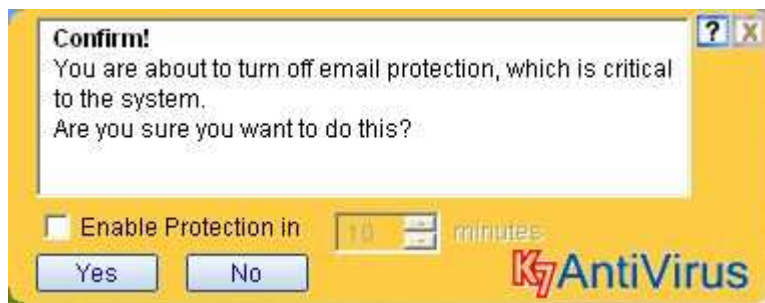 Confirm!
You are about to turn off email protection, which is critical
to the system.
Are you sure you want to do this?
? X
Enable Protection in 10 minutes
Yes No
K7AntiVirus